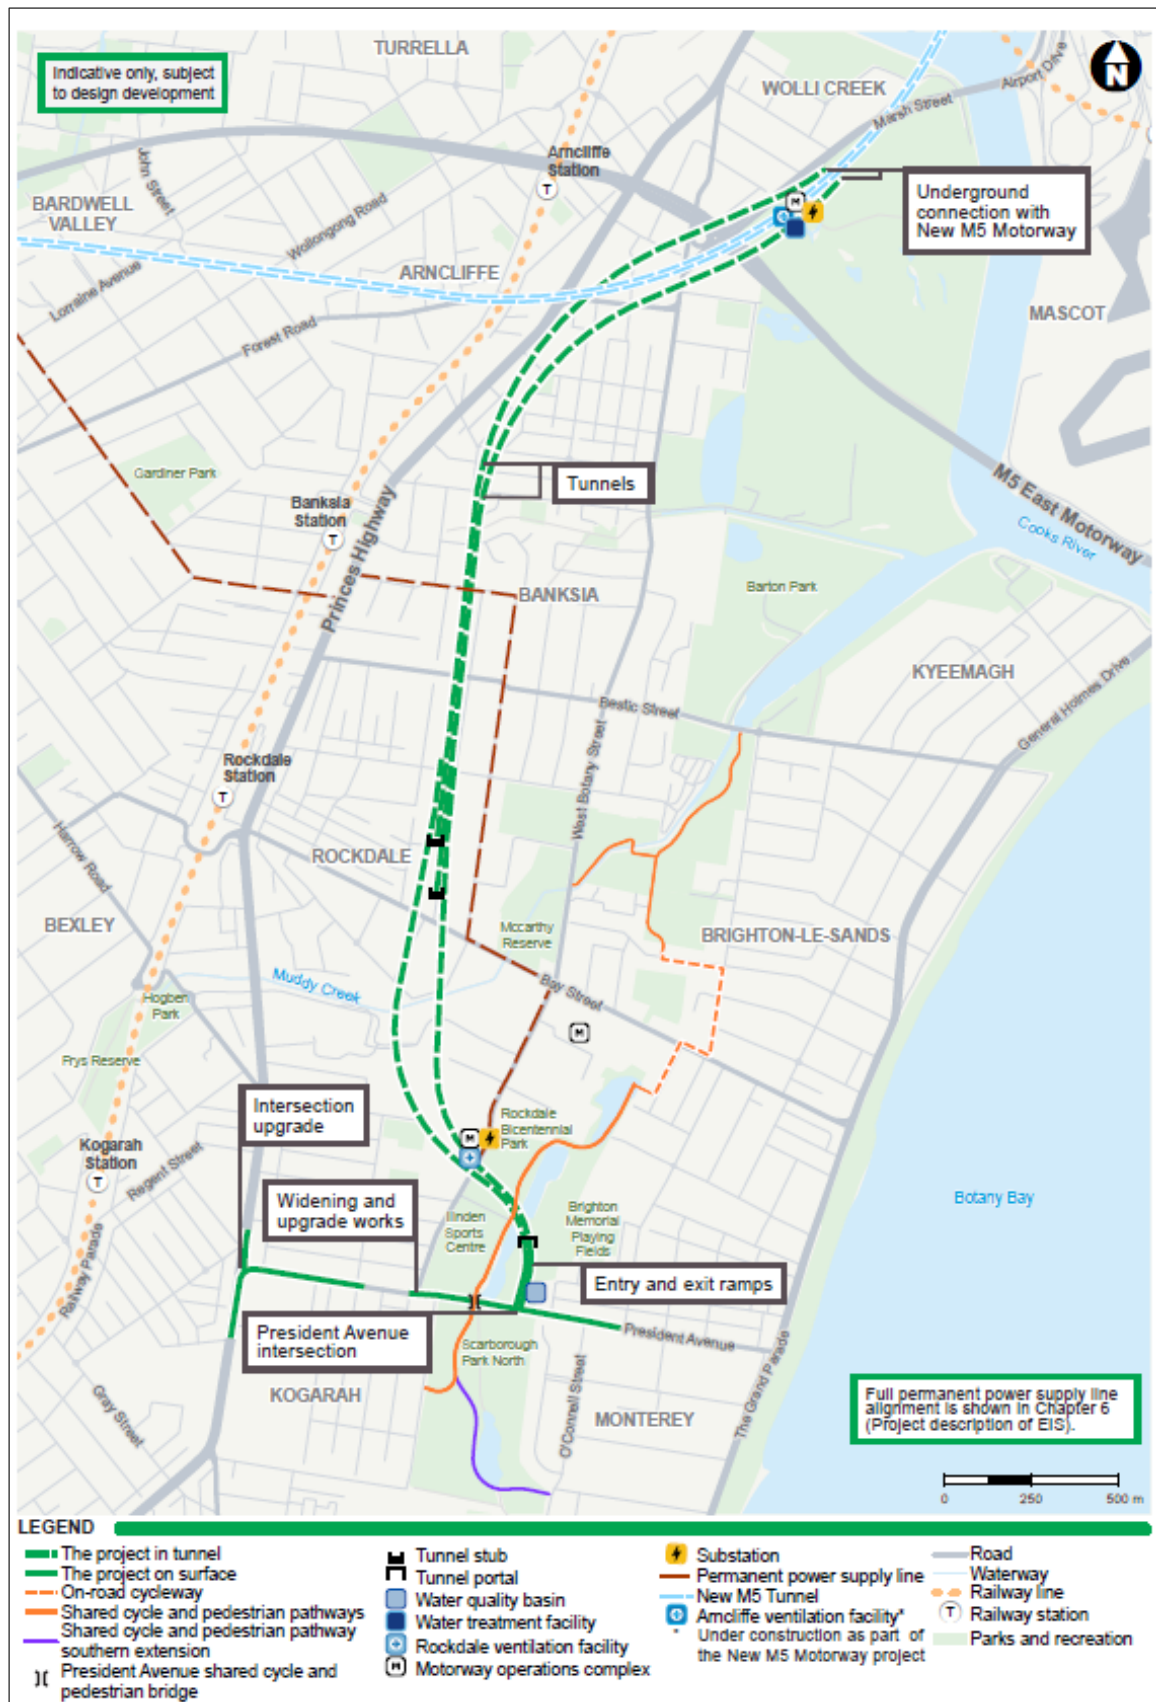 TURRELLA
Indicative only, subject
to design development
WOLLI CREEK
Airport Drive
N
Marsh Street
John Street
Arncliffe
Station
T
BARDWELL
VALLEY
Wollongong Road
M
Underground
connection with
New M5 Motorway
ARNCLIFFE
Lorraine Avenue
Forest Road
MASCOT
Gardiner Park
Tunnels
Banksia
Station
T
Princes Highway
M5 East Motorway
Cooks River
BANKSIA
Barton Park
KYEEMAGH
Bestic Street
General Holmes Drive
West Botany Street
Rockdale
Station
T
Harrow Road
ROCKDALE
BEXLEY
Mccarthy
Reserve
BRIGHTON-LE-SANDS
Muddy Creek
Bay Street
Hogben
Park
M
Frys Reserve
Intersection
upgrade
Rockdale
Bicentennial
Park
M
Kogarah
Station
T
Regent Street
Widening and
upgrade works
Ilinden
Sports
Centre
Brighton
Memorial
Playing
Fields
Botany Bay
Railway Parade
Entry and exit ramps
President Avenue
intersection
President Avenue
Scarborough
Park North
KOGARAH
Gray Street
O'Connell Street
MONTEREY
The Grand Parade
Full permanent power supply line
alignment is shown in Chapter 6
(Project description of EIS).
0 250 500 m
LEGEND
The project in tunnel
The project on surface
On-road cycleway
Shared cycle and pedestrian pathways
Shared cycle and pedestrian pathway
southern extension
President Avenue shared cycle and
pedestrian bridge
Tunnel stub
Tunnel portal
Water quality basin
Water treatment facility
Rockdale ventilation facility
M Motorway operations complex
Substation
Permanent power supply line
New M5 Tunnel
Arncliffe ventilation facility*
* Under construction as part of
the New M5 Motorway project
Road
Waterway
Railway line
T Railway station
Parks and recreation